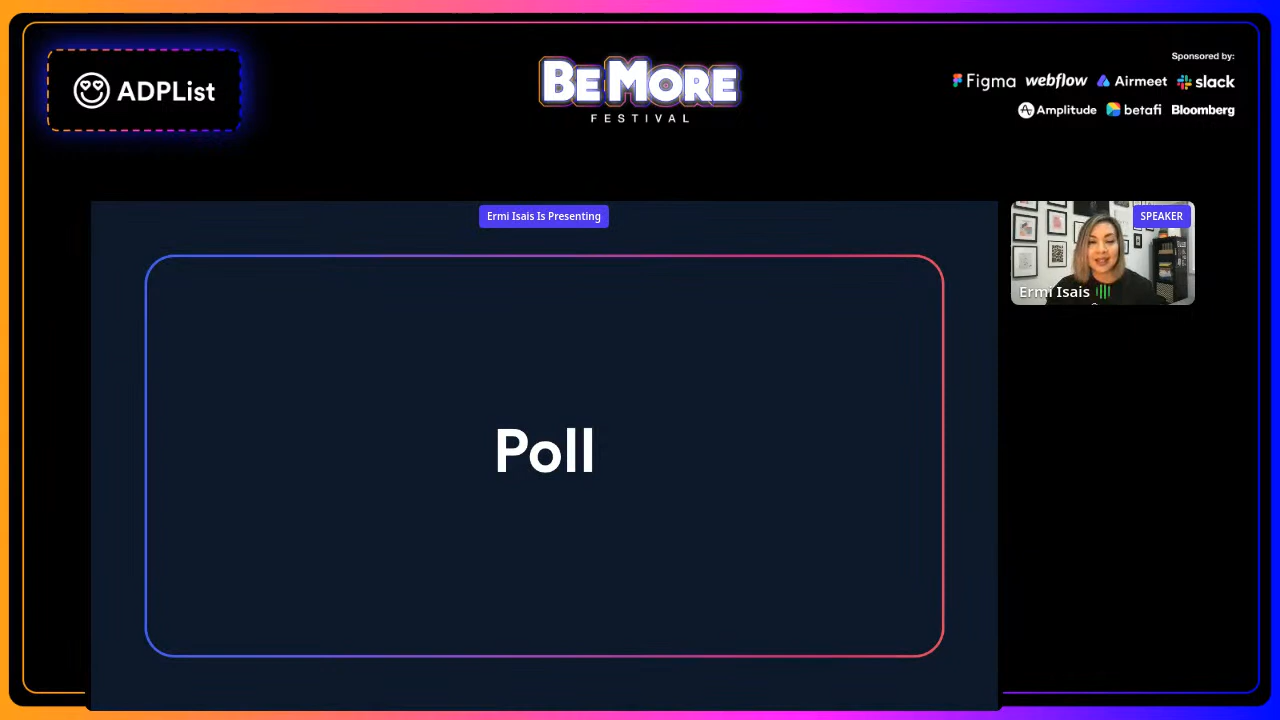 ADPList
BE MORE
FESTIVAL
Sponsored by:
Figma webflow Airmeet slack
Amplitude betafi Bloomberg
Ermi Isais Is Presenting
SPEAKER
Ermi Isais
Poll